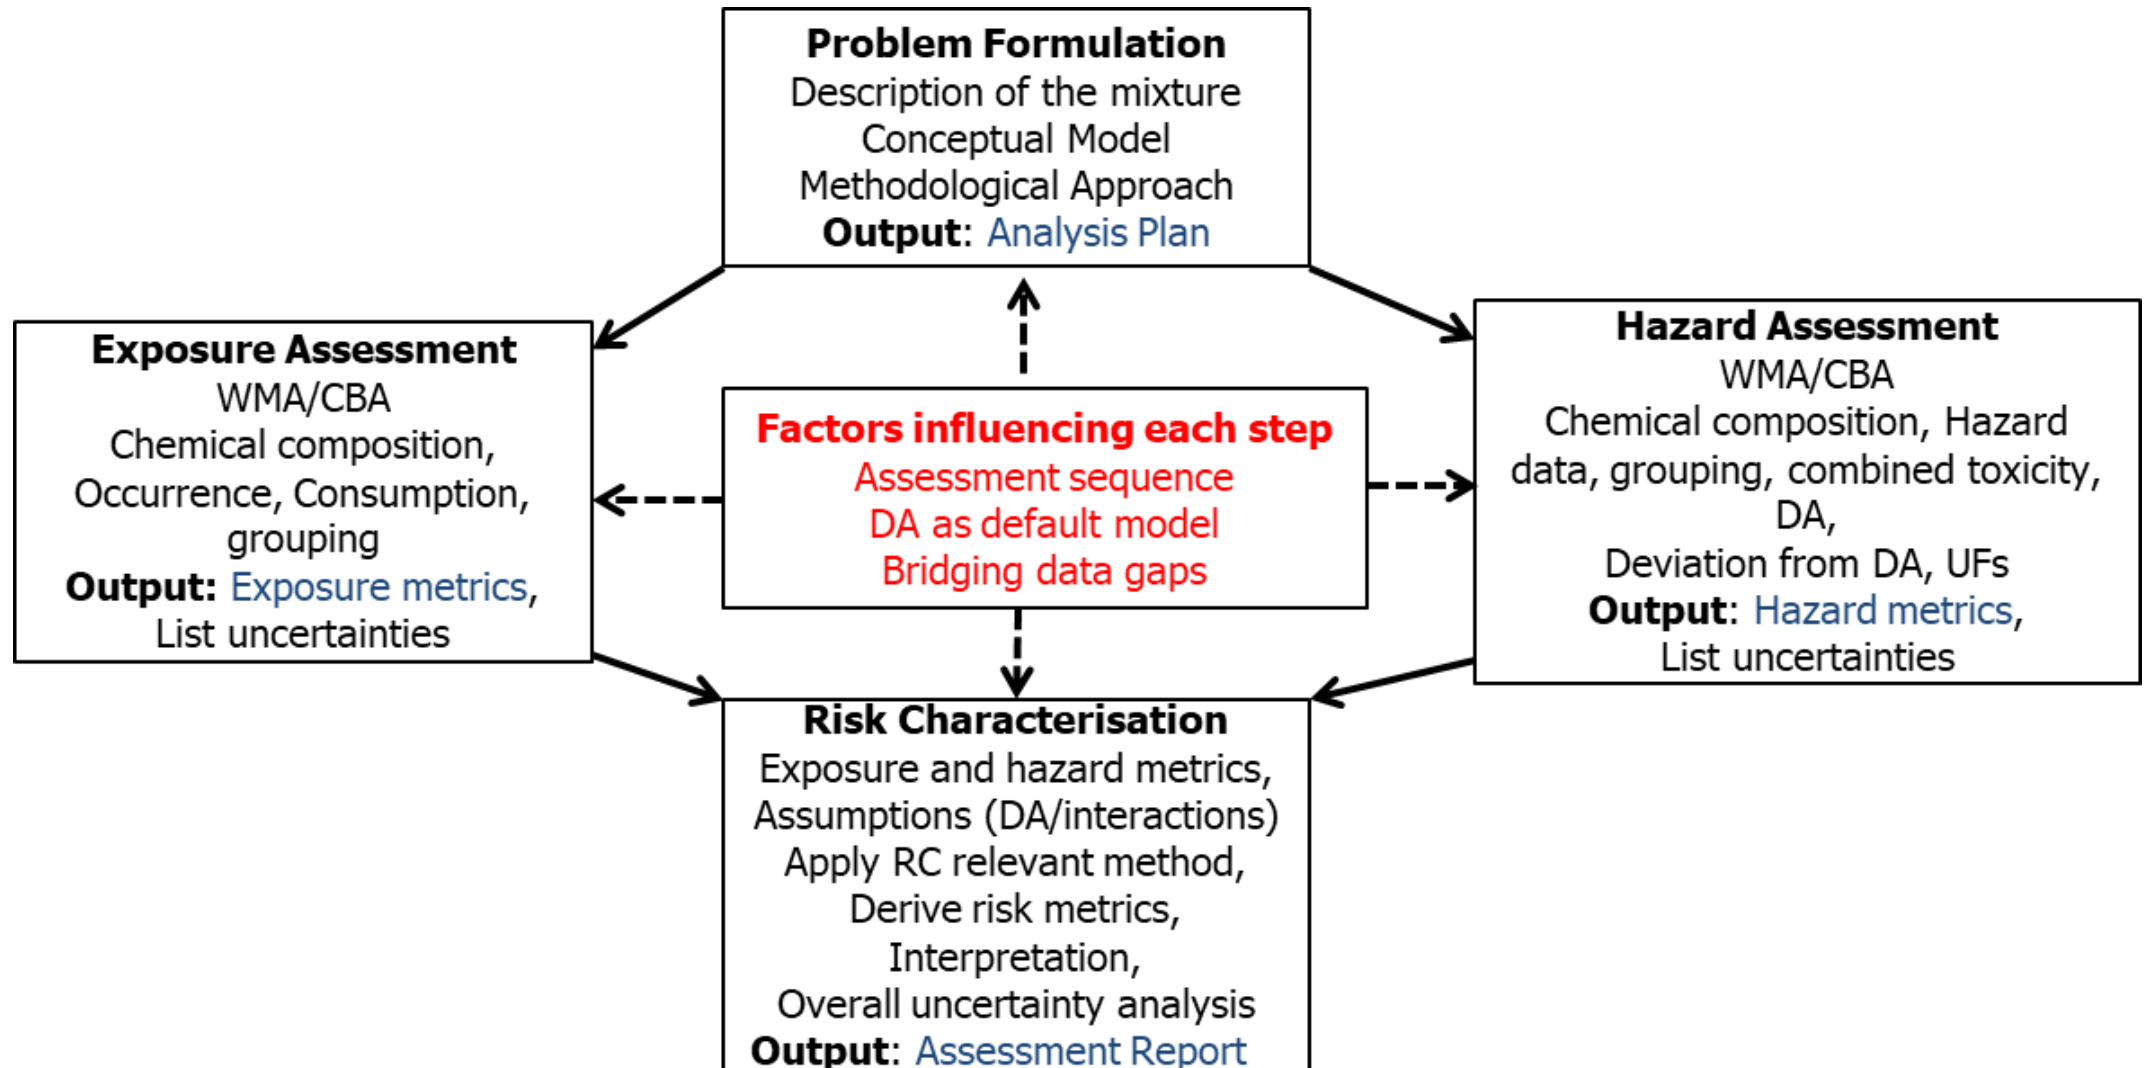 Problem Formulation
Description of the mixture
Conceptual Model
Methodological Approach
Output: Analysis Plan
Exposure Assessment
WMA/CBA
Chemical composition,
Occurrence, Consumption,
grouping
Output: Exposure metrics,
List uncertainties
Factors influencing each step
Assessment sequence
DA as default model
Bridging data gaps
Hazard Assessment
WMA/CBA
Chemical composition, Hazard
data, grouping, combined toxicity,
DA,
Deviation from DA, UFs
Output: Hazard metrics,
List uncertainties
Risk Characterisation
Exposure and hazard metrics,
Assumptions (DA/interactions)
Apply RC relevant method,
Derive risk metrics,
Interpretation,
Overall uncertainty analysis
Output: Assessment Report